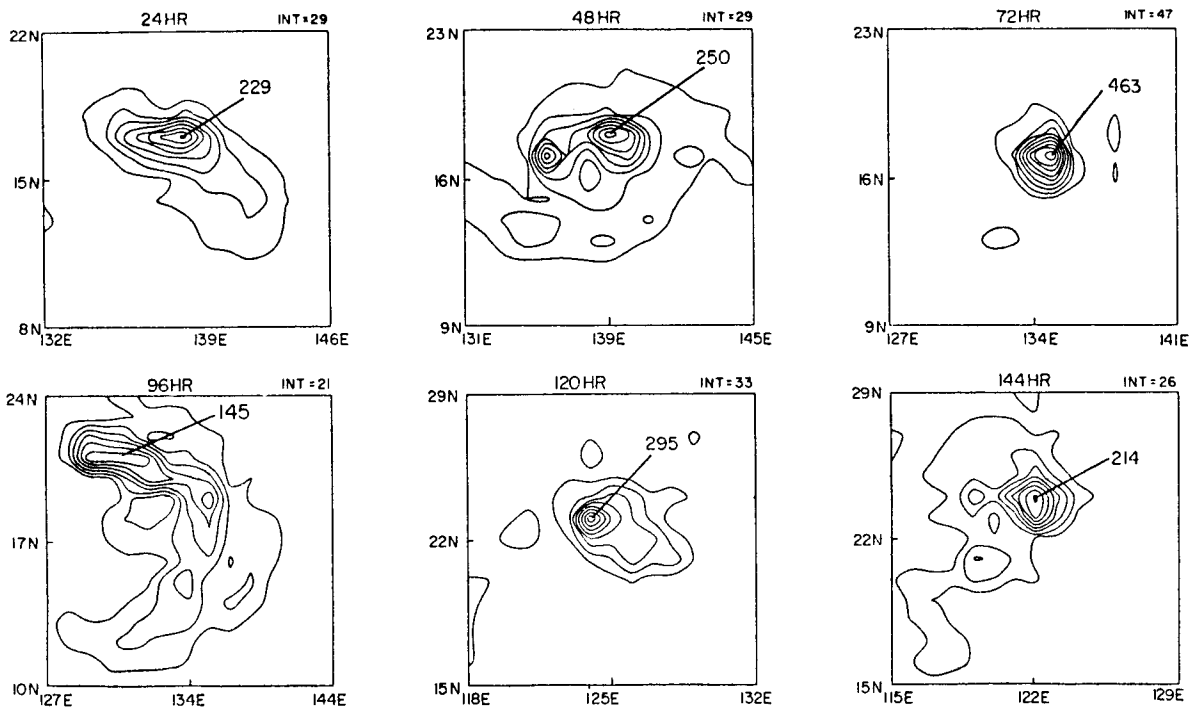 24HR INT=29
22N
229
15N
8N
132E 139E 146E
48HR INT=29
23N
250
16N
9N
131E 139E 145E
72HR INT=47
23N
463
16N
9N
127E 134E 141E
96HR INT=21
24N
145
17N
10N
127E 134E 144E
120HR INT=33
29N
295
22N
15N
118E 125E 132E
144HR INT=26
29N
214
22N
15N
115E 122E 129E